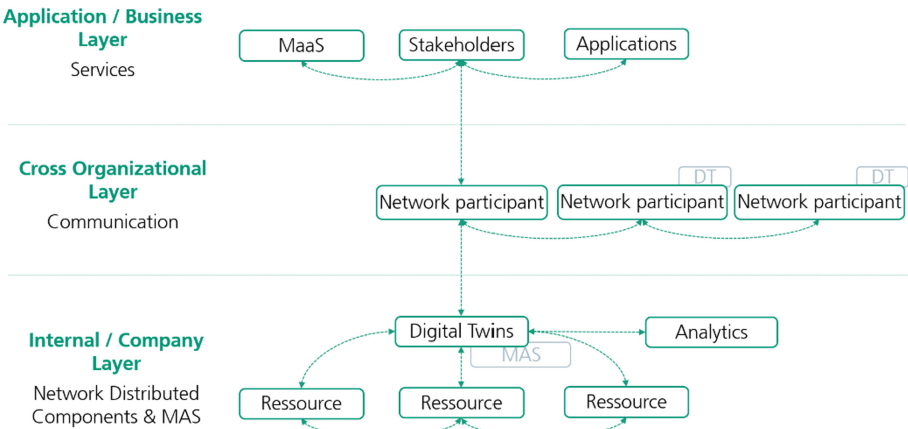 Application / Business
Layer
Services
MaaS
Stakeholders
Applications
Cross Organizational
Layer
Communication
DT
DT
Network participant
Network participant
Network participant
Internal / Company
Layer
Network Distributed
Components & MAS
Digital Twins
Analytics
MAS
Ressource
Ressource
Ressource